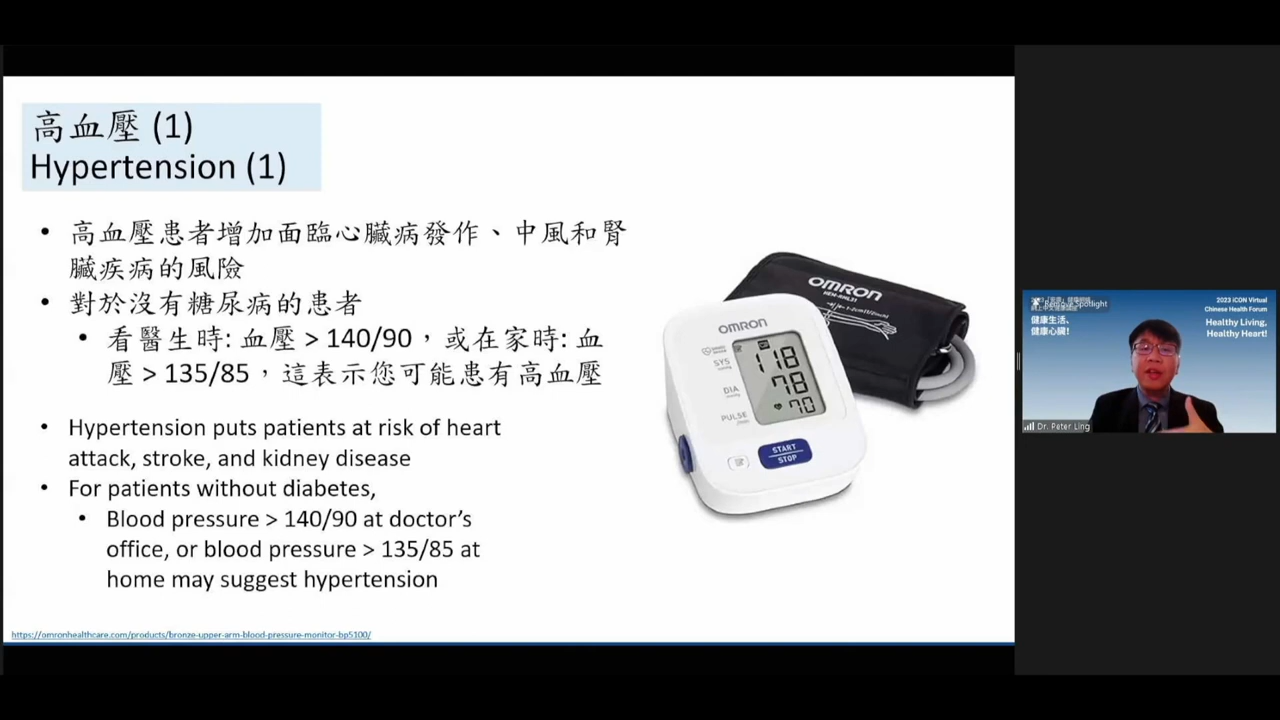 高血壓 (1)
Hypertension (1)
• 高血壓患者增加面臨心臟病發作、中風和腎
臟疾病的風險
• 對於沒有糖尿病的患者
• 看醫生時: 血壓 > 140/90，或在家時: 血
壓 > 135/85，這表示您可能患有高血壓
• Hypertension puts patients at risk of heart
attack, stroke, and kidney disease
• For patients without diabetes,
• Blood pressure > 140/90 at doctor’s
office, or blood pressure > 135/85 at
home may suggest hypertension
https://omronhealthcare.com/products/bronze-upper-arm-blood-pressure-monitor-bp5100/
OMRON
OMRON
SYS
118
DIA
78
PULSE
70
START
STOP
Spotlight
健康生活、
健康心臟!
2023 iCON Virtual
Chinese Health Forum
Healthy Living,
Healthy Heart!
Dr. Peter Ling